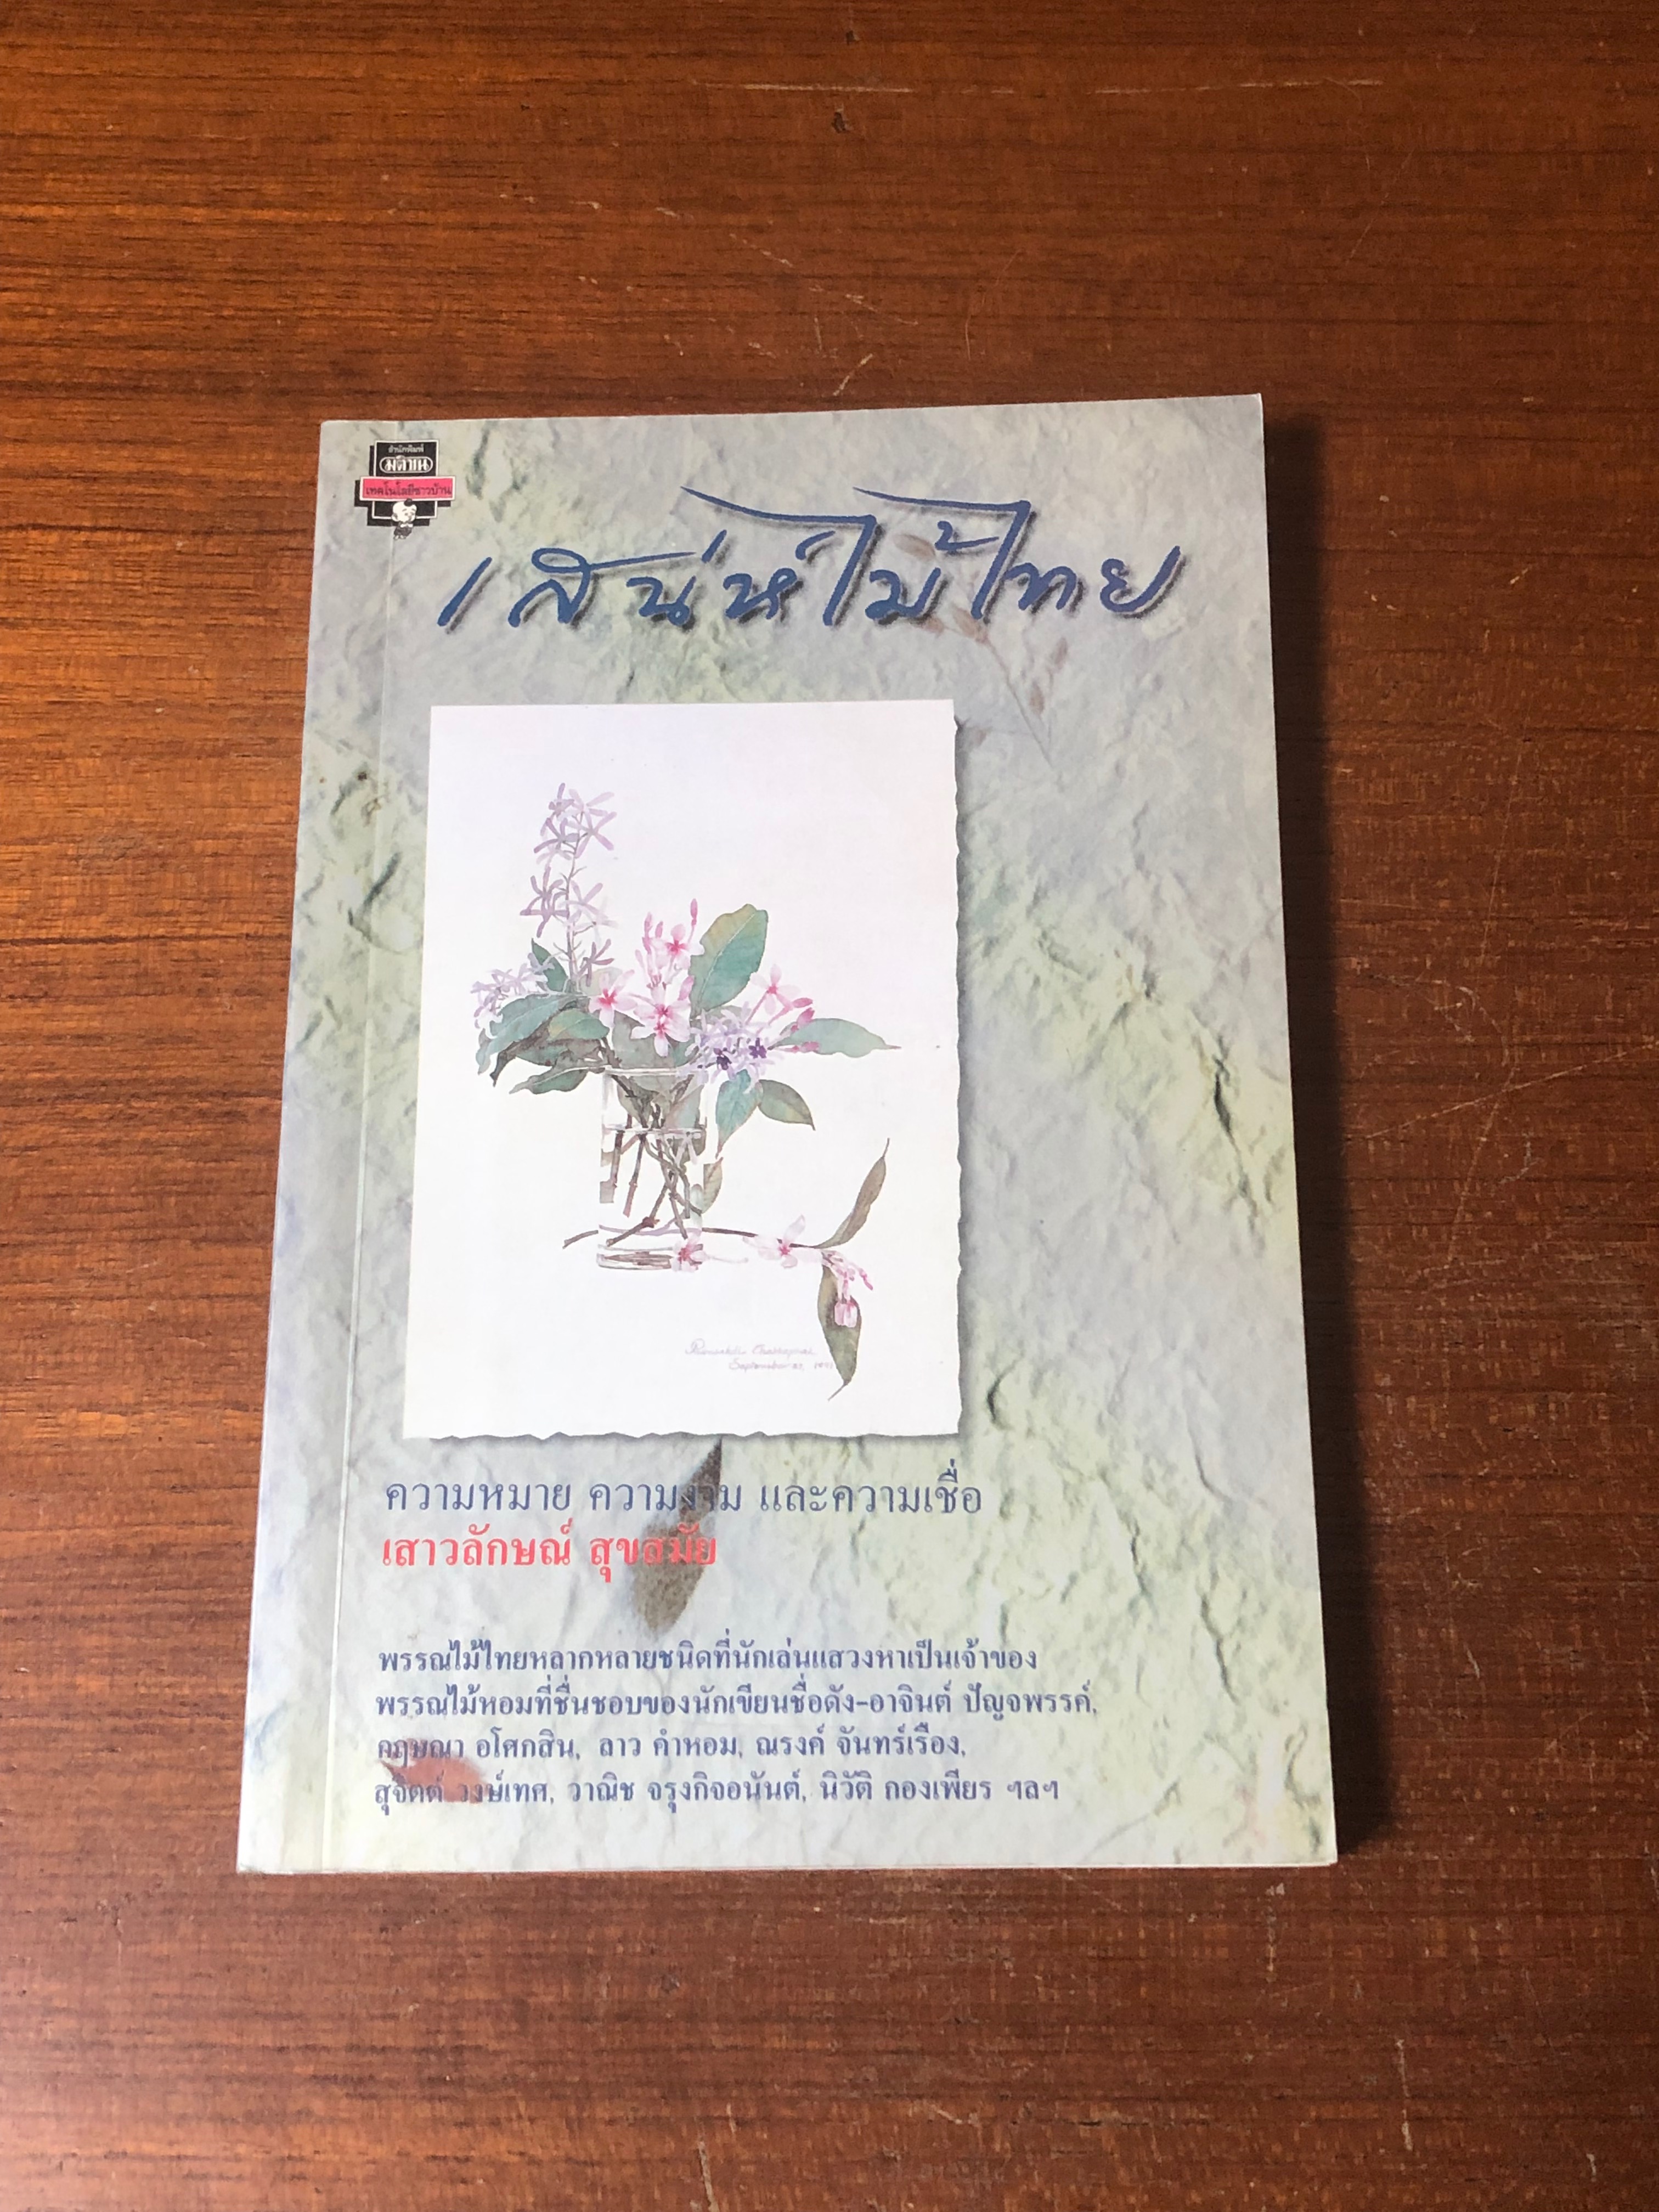 สำนักพิมพ์
มติชน
เทคโนโลยีชาวบ้าน
เสน่ห์ไม้ไทย
September 27, 1991
ความหมาย ความงาม และความเชื่อ
เสาวลักษณ์ สุขสมัย
พรรณไม้ไทยหลากหลายชนิดที่นักเล่นแสวงหาเป็นเจ้าของ
พรรณไม้หอมที่ชื่นชอบของนักเขียนชื่อดัง-อาจินต์ ปัญจพรรค์,
กฤษณา อโศกสิน, ลาว คำหอม, ณรงค์ จันทร์เรือง,
สุจิตต์ วงษ์เทศ, วาณิช จรุงกิจอนันต์, นิวัติ กองเพียร ฯลฯ